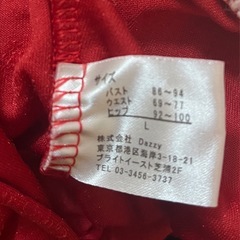 サイズ
バスト 86～94
ウエスト 69～77
ヒップ 92～100
L
株式会社 Dazzy
東京都港区海岸3-18-21
ブライトイースト芝浦2F
TEL 03-3456-3737